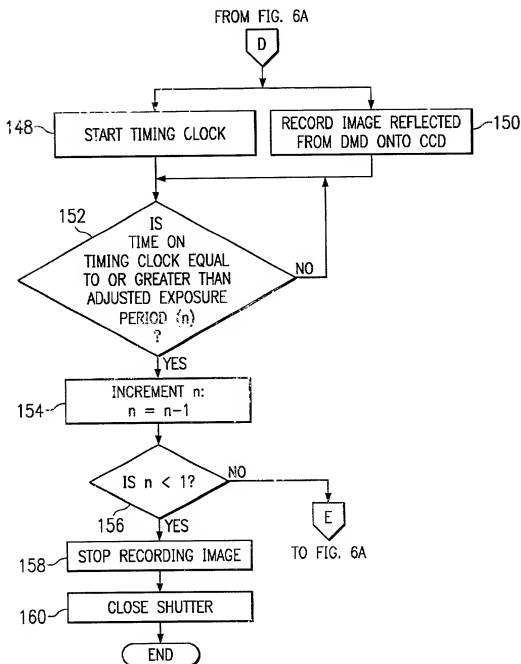 FROM FIG. 6A
D
148
START TIMING CLOCK
RECORD IMAGE REFLECTED
FROM DMD ONTO CCD
150
152
IS
TIME ON
TIMING CLOCK EQUAL
TO OR GREATER THAN
ADJUSTED EXPOSURE
PERIOD (n)
?
NO
YES
154
INCREMENT n:
n = n-1
IS n < 1?
NO
156
YES
E
TO FIG. 6A
158
STOP RECORDING IMAGE
160
CLOSE SHUTTER
END